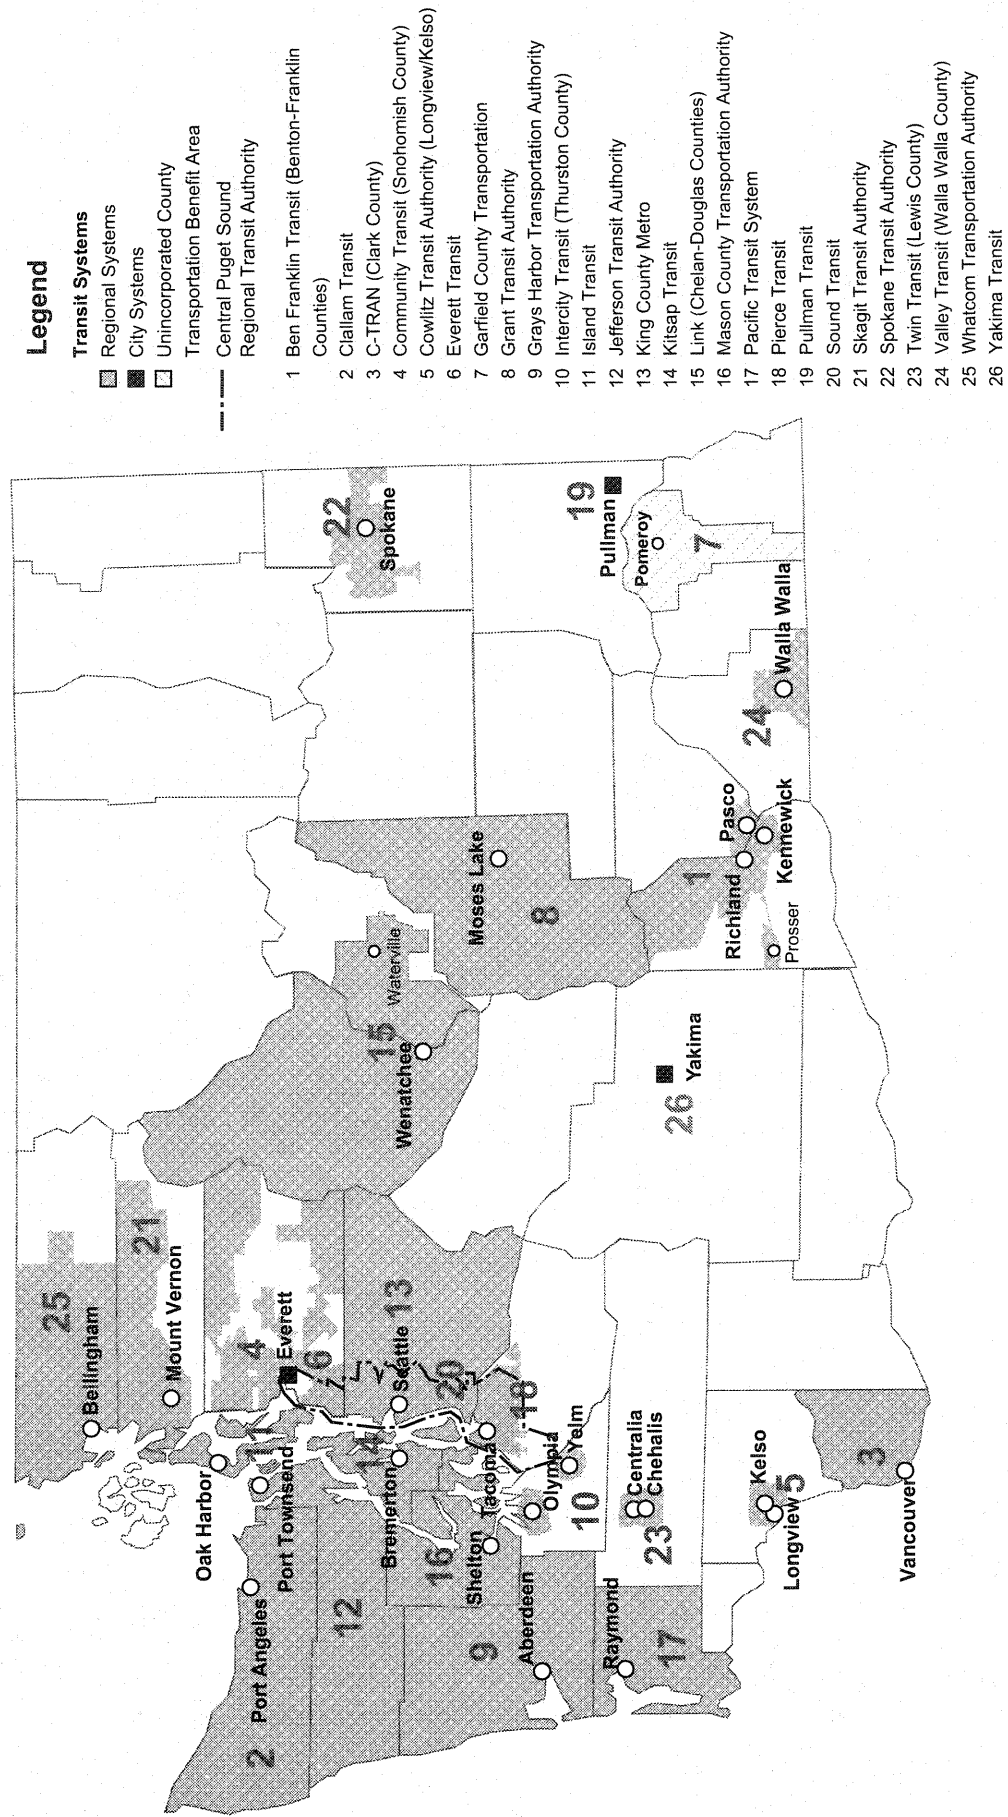 Legend
Transit Systems
Regional Systems
City Systems
Unincorporated County
Transportation Benefit Area
Central Puget Sound
Regional Transit Authority
1 Ben Franklin Transit (Benton-Franklin
Counties)
2 Clallam Transit
3 C-TRAN (Clark County)
4 Community Transit (Snohomish County)
5 Cowlitz Transit Authority (Longview/Kelso)
6 Everett Transit
7 Garfield County Transportation
8 Grant Transit Authority
9 Grays Harbor Transportation Authority
10 Intercity Transit (Thurston County)
11 Island Transit
12 Jefferson Transit Authority
13 King County Metro
14 Kitsap Transit
15 Link (Chelan-Douglas Counties)
16 Mason County Transportation Authority
17 Pacific Transit System
18 Pierce Transit
19 Pullman Transit
20 Sound Transit
21 Skagit Transit Authority
22 Spokane Transit Authority
23 Twin Transit (Lewis County)
24 Valley Transit (Walla Walla County)
25 Whatcom Transportation Authority
26 Yakima Transit
25
Bellingham
21
Mount Vernon
Oak Harbor
11
4
Everett
6
Port Angeles
Port Townsend
2
12
14
Bremerton
Seattle
13
20
16
Shelton
Tacoma
18
9
Aberdeen
Olympia
Yelm
10
Raymond
17
Centralia
Chehalis
23
Kelso
Longview
5
Vancouver
3
15
Wenatchee
Waterville
Moses Lake
8
22
Spokane
19
Pullman
Pomeroy
7
Yakima
26
1
Richland
Pasco
Kennewick
Prosser
24
Walla Walla